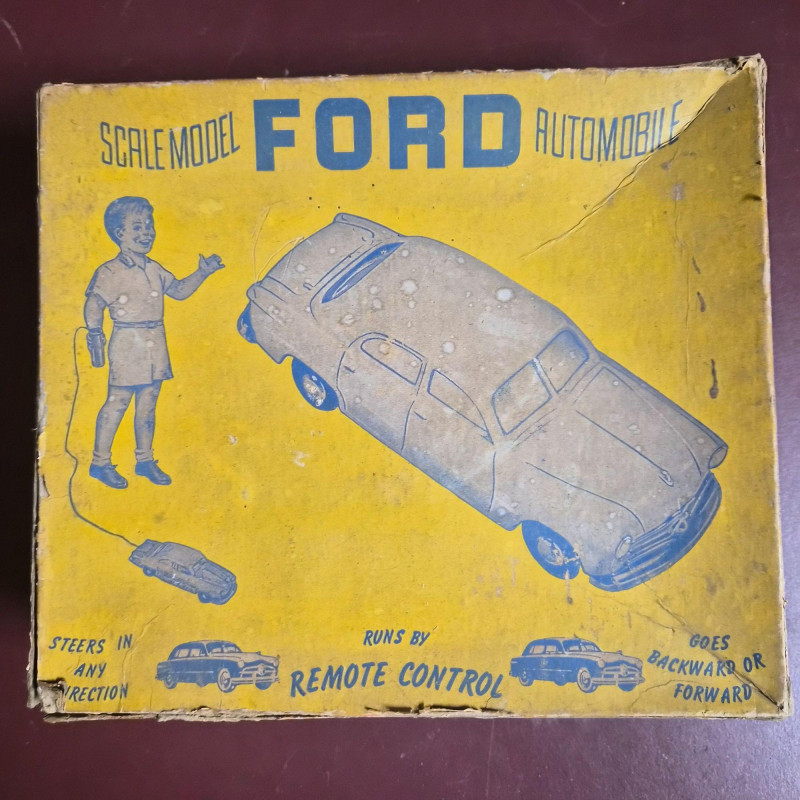 SCALE MODEL FORD AUTOMOBILE
STEERS IN
ANY
IRECTION
RUNS BY
REMOTE CONTROL
GOES
BACKWARD OR
FORWARD